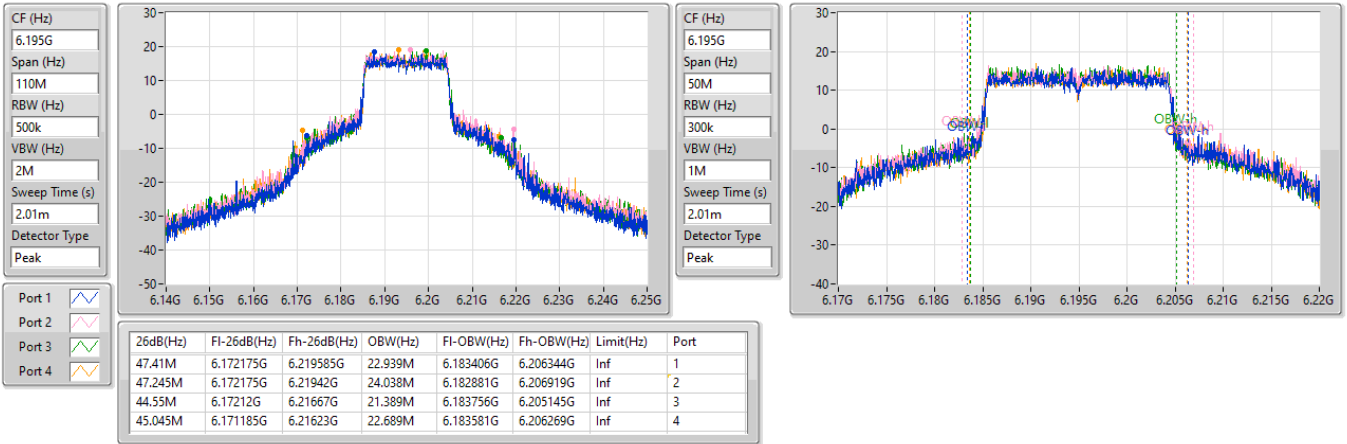 CF (Hz)
6.195G
Span (Hz)
110M
RBW (Hz)
500k
VBW (Hz)
2M
Sweep Time (s)
2.01m
Detector Type
Peak
30
20
10
0
-10
-20
-30
-40
-50
6.14G 6.15G 6.16G 6.17G 6.18G 6.19G 6.2G 6.21G 6.22G 6.23G 6.24G 6.25G
CF (Hz)
6.195G
Span (Hz)
50M
RBW (Hz)
300k
VBW (Hz)
1M
Sweep Time (s)
2.01m
Detector Type
Peak
30
20
10
0
-10
-20
-30
-40
OBW-h
OBW-h
6.17G 6.175G 6.18G 6.185G 6.19G 6.195G 6.2G 6.205G 6.21G 6.215G 6.22G
Port 1
Port 2
Port 3
Port 4
26dB(Hz) Fl-26dB(Hz) Fh-26dB(Hz) OBW(Hz) Fl-OBW(Hz) Fh-OBW(Hz) Limit(Hz) Port
47.41M 6.172175G 6.219585G 22.939M 6.183406G 6.206344G Inf 1
47.245M 6.172175G 6.21942G 24.038M 6.182881G 6.206919G Inf 2
44.55M 6.17212G 6.21667G 21.389M 6.183756G 6.205145G Inf 3
45.045M 6.171185G 6.21623G 22.689M 6.183581G 6.206269G Inf 4